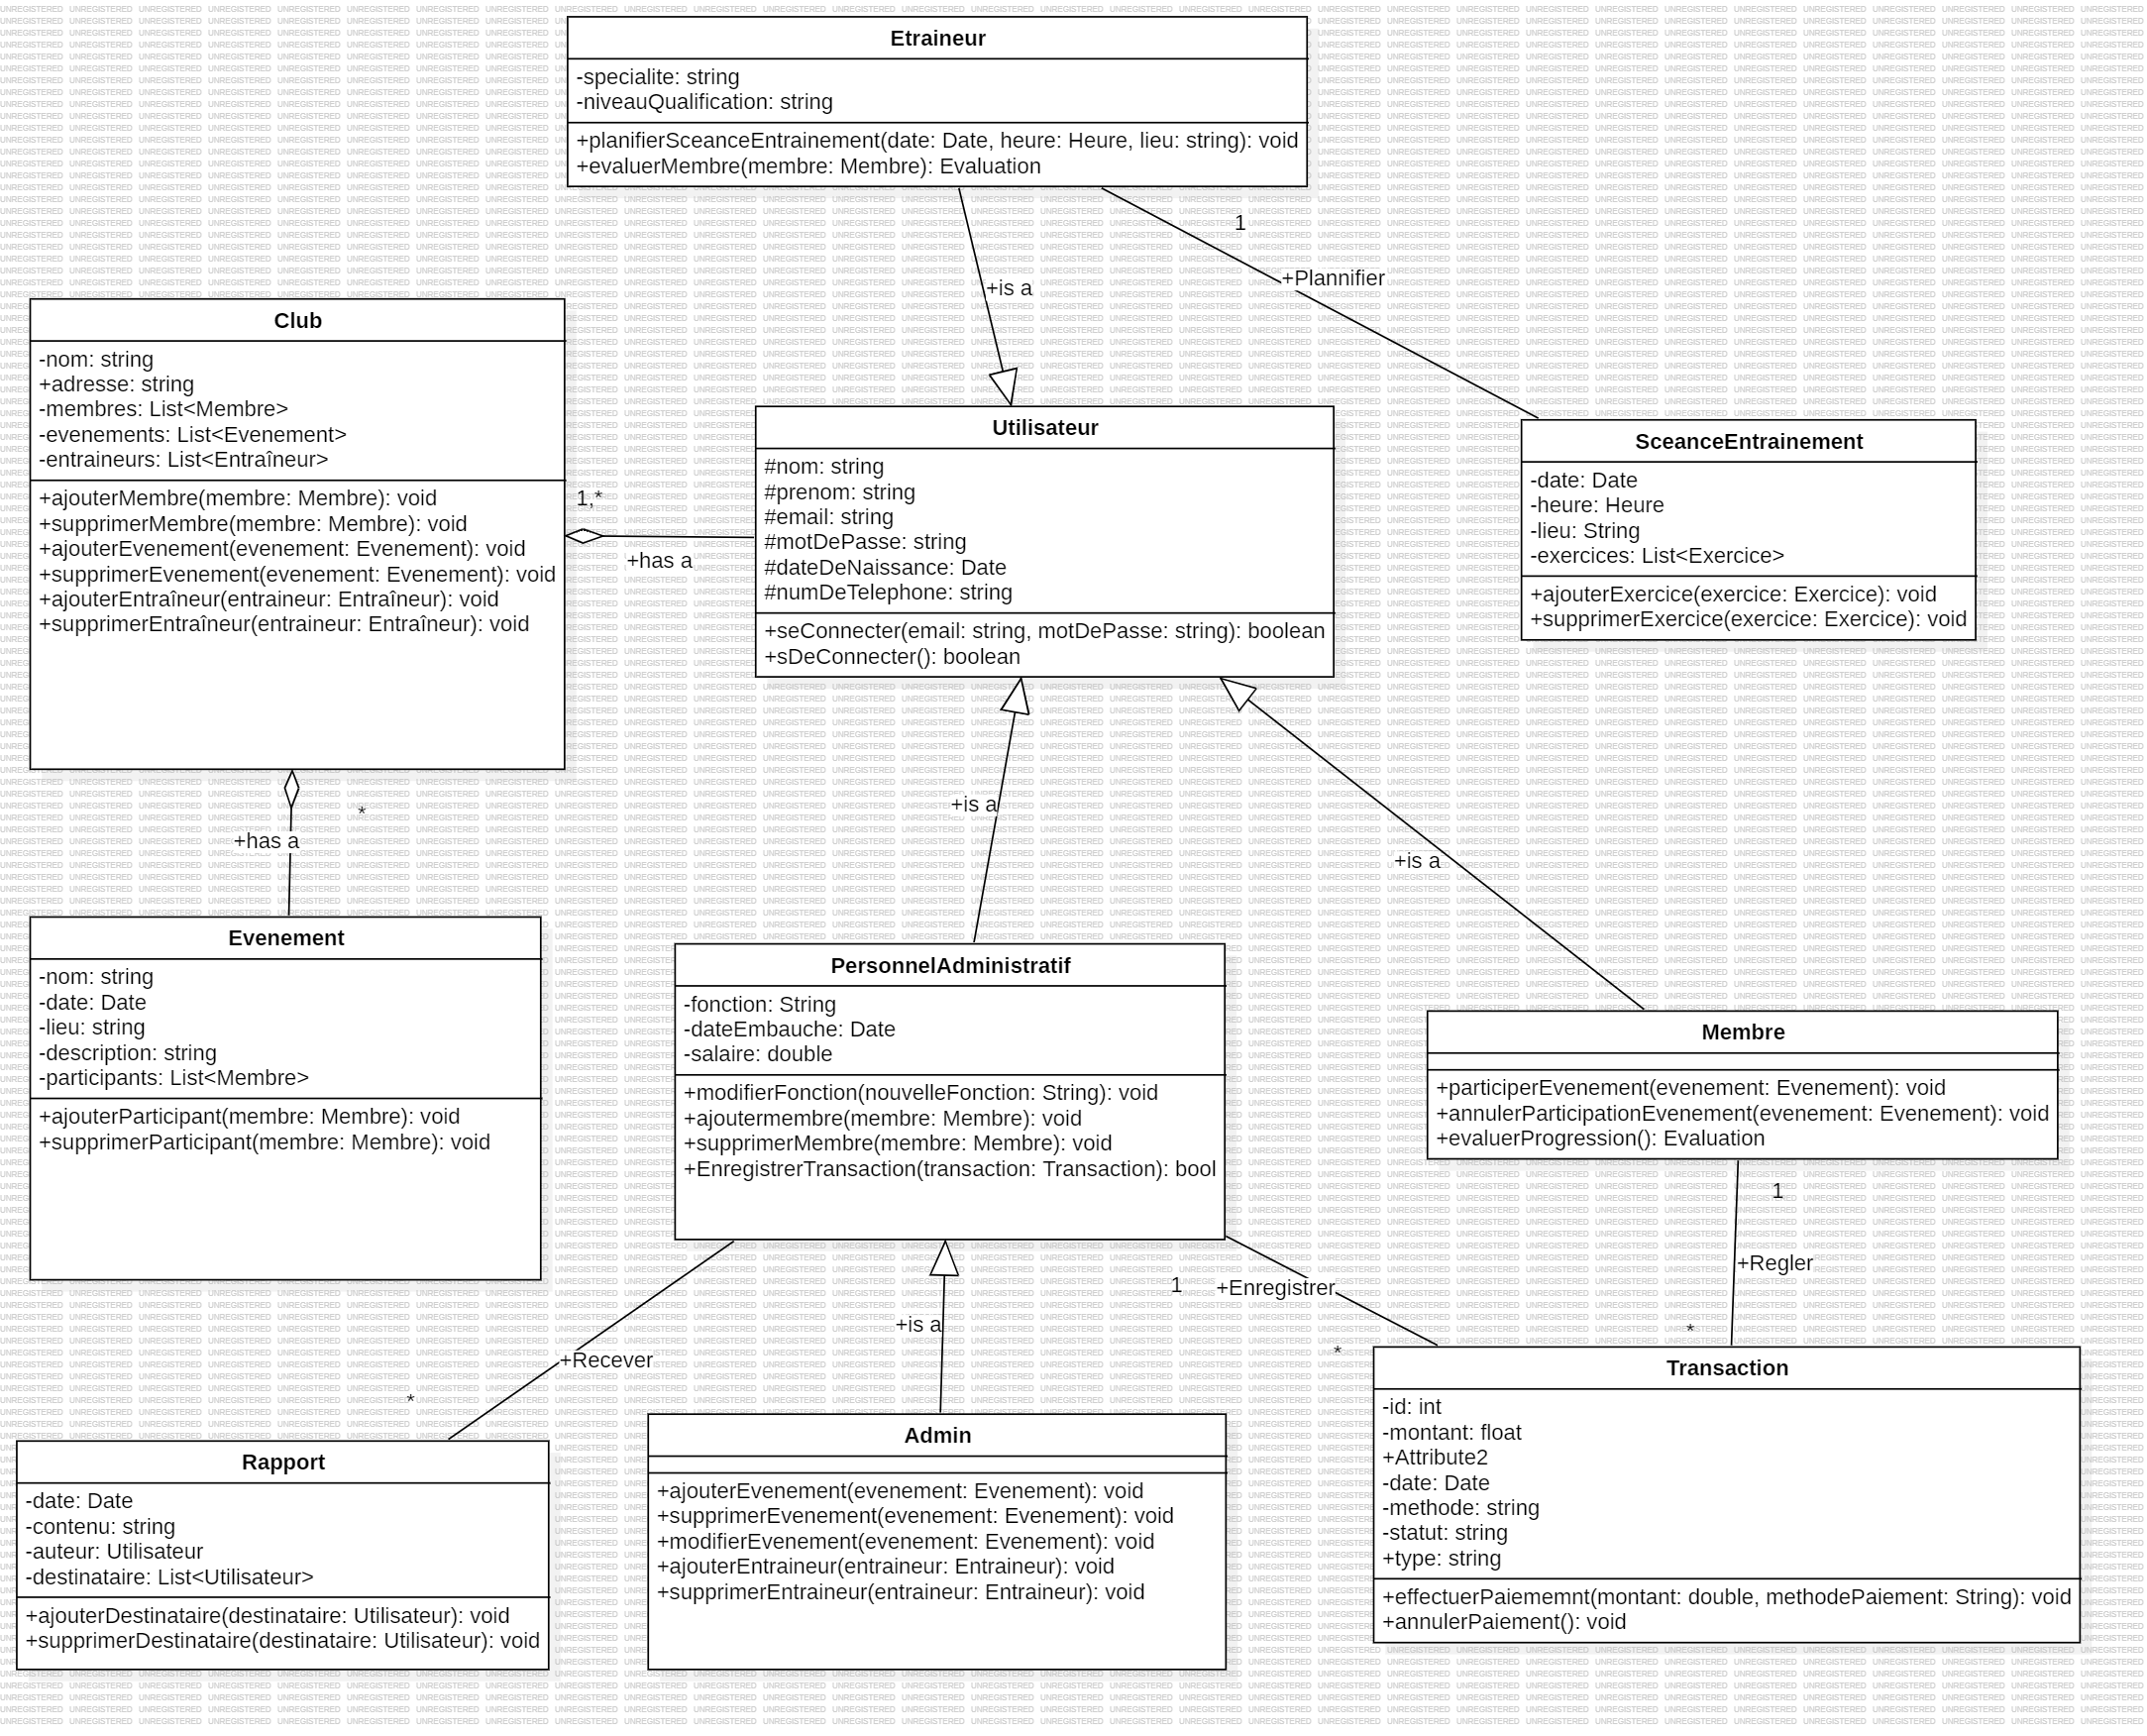 Etraineur
-specialite: string
-niveauQualification: string
+planifierSceanceEntrainement(date: Date, heure: Heure, lieu: string): void
+evaluerMembre(membre: Membre): Evaluation
1
+Plannifier
+is a
Club
-nom: string
+adresse: string
-membres: List<Membre>
-evenements: List<Evenement>
-entraineurs: List<Entraîneur>
+ajouterMembre(membre: Membre): void
+supprimerMembre(membre: Membre): void
+ajouterEvenement(evenement: Evenement): void
+supprimerEvenement(evenement: Evenement): void
+ajouterEntraîneur(entraineur: Entraîneur): void
+supprimerEntraîneur(entraineur: Entraîneur): void
1,*
+has a
Utilisateur
#nom: string
#prenom: string
#email: string
#motDePasse: string
#dateDeNaissance: Date
#numDeTelephone: string
+seConnecter(email: string, motDePasse: string): boolean
+sDeConnecter(): boolean
SceanceEntrainement
-date: Date
-heure: Heure
-lieu: String
-exercices: List<Exercice>
+ajouterExercice(exercice: Exercice): void
+supprimerExercice(exercice: Exercice): void
*
+has a
+is a
+is a
Evenement
-nom: string
-date: Date
-lieu: string
-description: string
-participants: List<Membre>
+ajouterParticipant(membre: Membre): void
+supprimerParticipant(membre: Membre): void
PersonnelAdministratif
-fonction: String
-dateEmbauche: Date
-salaire: double
+modifierFonction(nouvelleFonction: String): void
+ajoutermembre(membre: Membre): void
+supprimerMembre(membre: Membre): void
+EnregistrerTransaction(transaction: Transaction): bool
Membre
+participerEvenement(evenement: Evenement): void
+annulerParticipationEvenement(evenement: Evenement): void
+evaluerProgression(): Evaluation
1
+Regler
*
1
+Enregistrer
*
+is a
+Recever
*
Rapport
-date: Date
-contenu: string
-auteur: Utilisateur
-destinataire: List<Utilisateur>
+ajouterDestinataire(destinataire: Utilisateur): void
+supprimerDestinataire(destinataire: Utilisateur): void
Admin
+ajouterEvenement(evenement: Evenement): void
+supprimerEvenement(evenement: Evenement): void
+modifierEvenement(evenement: Evenement): void
+ajouterEntraineur(entraineur: Entraineur): void
+supprimerEntraineur(entraineur: Entraineur): void
Transaction
-id: int
-montant: float
+Attribute2
-date: Date
-methode: string
-statut: string
+type: string
+effectuerPaiememnt(montant: double, methodePaiement: String): void
+annulerPaiement(): void
UNREGISTERED